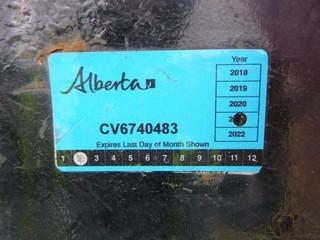 Year
Alberta
2018
2019
2020
CV6740483
2022
Expires Last Day of Month Shown
1 3 4 5 6 7 8 9 10 11 12